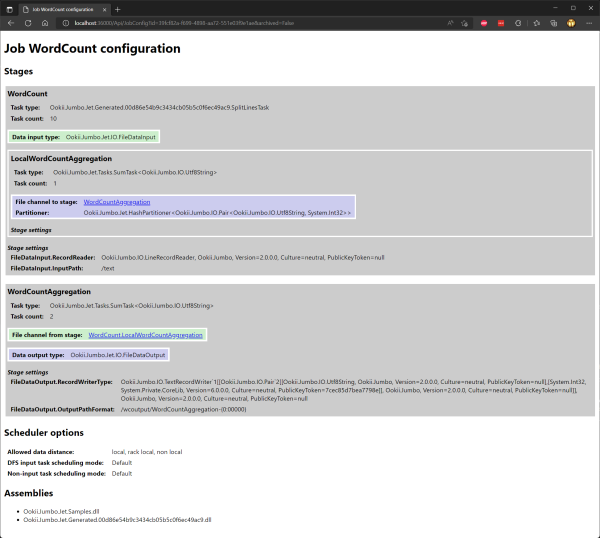 Job WordCount configuration
localhost:36000/Api/JobConfig?id=
archived=false
Job WordCount configuration
Stages
WordCount
Task type: Ookii.Jumbo.Jet.Generated.00d86e54b9c3434cb05b5c0f6ec49ac9.SplitLinesTask
Task count: 10
Data input type: Ookii.Jumbo.Jet.IO.FileDataInput
LocalWordCountAggregation
Task type: Ookii.Jumbo.Jet.Tasks.SumTask<Ookii.Jumbo.IO.Utf8String>
Task count: 1
File channel to stage: WordCountAggregation
Partitioner: Ookii.Jumbo.Jet.HashPartitioner<Ookii.Jumbo.IO.Pair<Ookii.Jumbo.IO.Utf8String, System.Int32>>
Stage settings
Stage settings
FileDataInput.RecordReader: Ookii.Jumbo.IO.LineRecordReader, Ookii.Jumbo, Version=2.0.0.0, Culture=neutral, PublicKeyToken=null
FileDataInput.InputPath: /text
WordCountAggregation
Task type: Ookii.Jumbo.Jet.Tasks.SumTask<Ookii.Jumbo.IO.Utf8String>
Task count: 2
File channel from stage: WordCount.LocalWordCountAggregation
Data output type: Ookii.Jumbo.Jet.IO.FileDataOutput
Stage settings
FileDataOutput.RecordWriterType: Ookii.Jumbo.IO.TextRecordWriter`1[[Ookii.Jumbo.IO.Pair`2[[Ookii.Jumbo.IO.Utf8String, Ookii.Jumbo, Version=2.0.0.0, Culture=neutral, PublicKeyToken=null],[System.Int32,
System.Private.CoreLib, Version=6.0.0.0, Culture=neutral, PublicKeyToken=7cec85d7bea7798e]], Ookii.Jumbo, Version=2.0.0.0, Culture=neutral, PublicKeyToken=null]],
Ookii.Jumbo, Version=2.0.0.0, Culture=neutral, PublicKeyToken=null
FileDataOutput.OutputPathFormat: /wcoutput/WordCountAggregation-{0:00000}
Scheduler options
Allowed data distance: local, rack local, non local
DFS input task scheduling mode: Default
Non-input task scheduling mode: Default
Assemblies
• Ookii.Jumbo.Jet.Samples.dll
• Ookii.Jumbo.Jet.Generated.00d86e54b9c3434cb05b5c0f6ec49ac9.dll